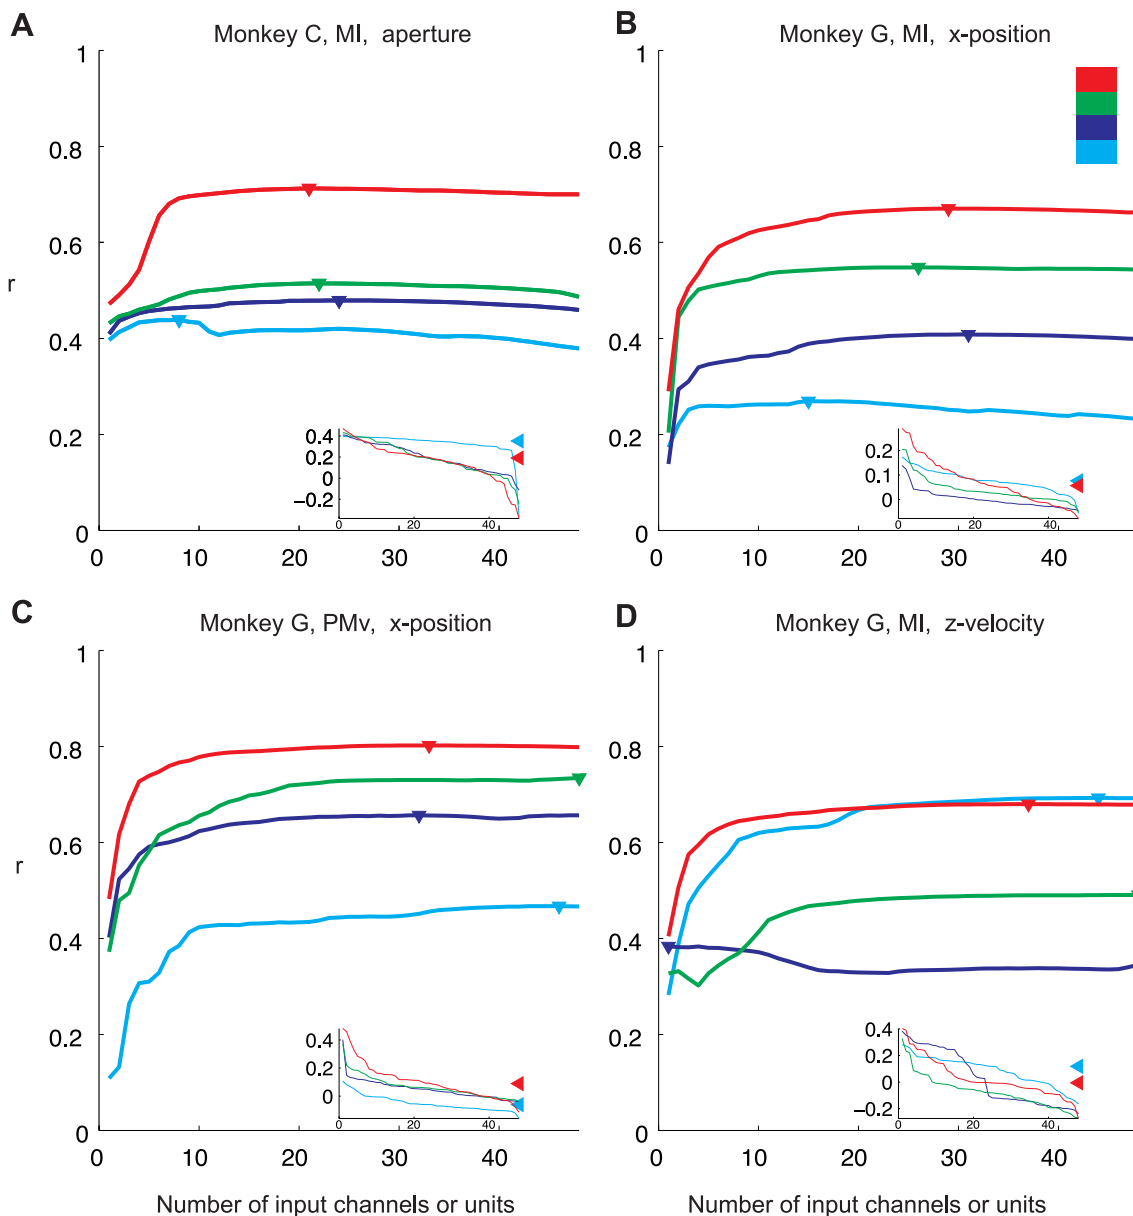 A
Monkey C, MI, aperture
1
0.8
0.6
r
0.4
0.2
0
0 10 20 30 40
0.4
0.2
0
−0.2
0 20 40
B
Monkey G, MI, x-position
1
0.8
0.6
0.4
0.2
0
0 10 20 30 40
0.2
0.1
0
0 20 40
C
Monkey G, PMv, x-position
1
0.8
0.6
r
0.4
0.2
0
0 10 20 30 40
0.4
0.2
0
0 20 40
Number of input channels or units
D
Monkey G, MI, z-velocity
1
0.8
0.6
0.4
0.2
0
0 10 20 30 40
0.4
0.2
0
−0.2
0 20 40
Number of input channels or units